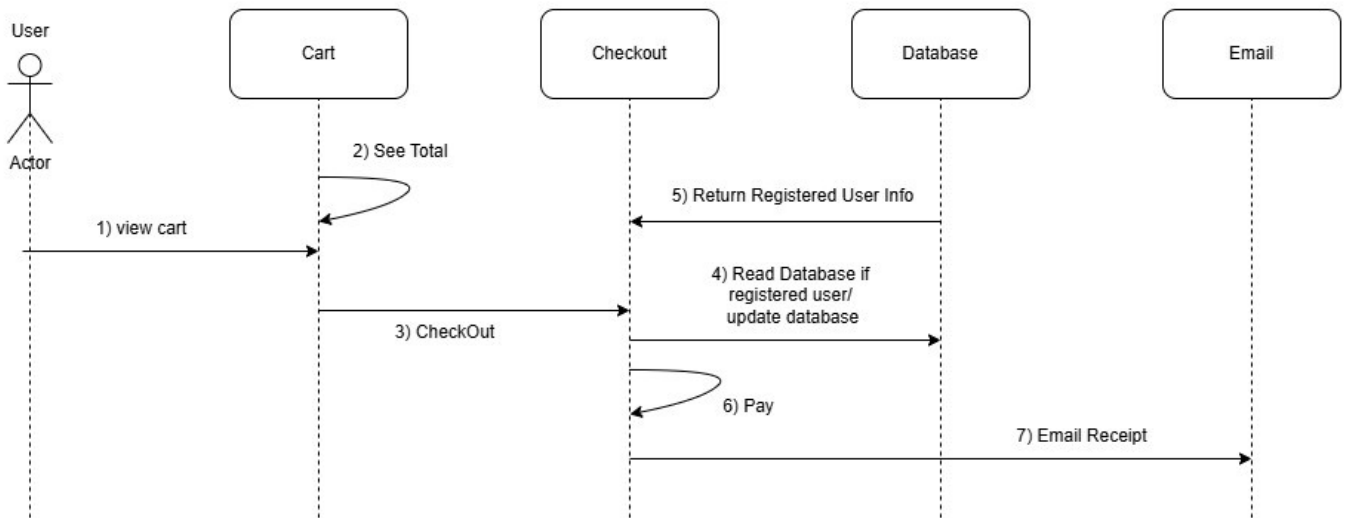 User
Cart
Checkout
Database
Email
Actor
2) See Total
5) Return Registered User Info
1) view cart
4) Read Database if
registered user/
update database
3) CheckOut
6) Pay
7) Email Receipt